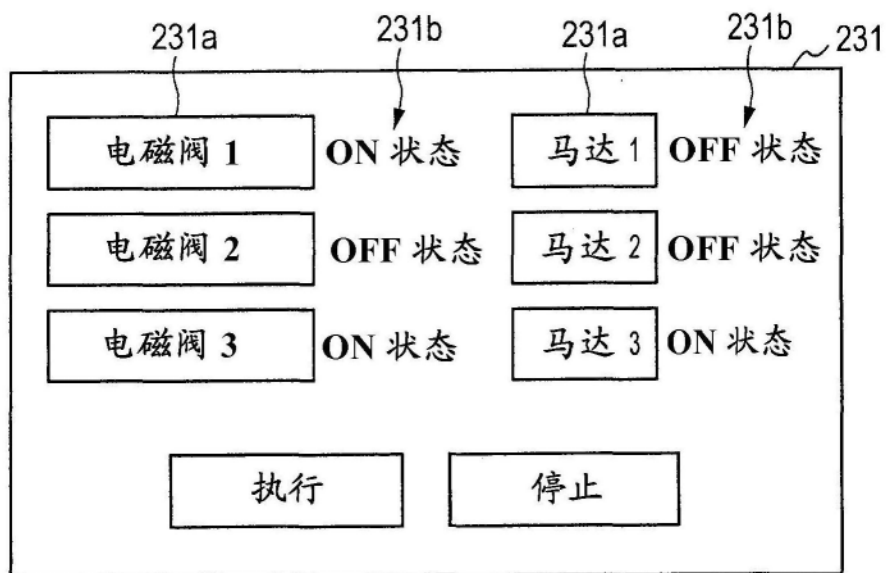 231a 231b 231a 231b 231
电磁阀 1 ON 状态 马达 1 OFF 状态
电磁阀 2 OFF 状态 马达 2 OFF 状态
电磁阀 3 ON 状态 马达 3 ON 状态
执行 停止